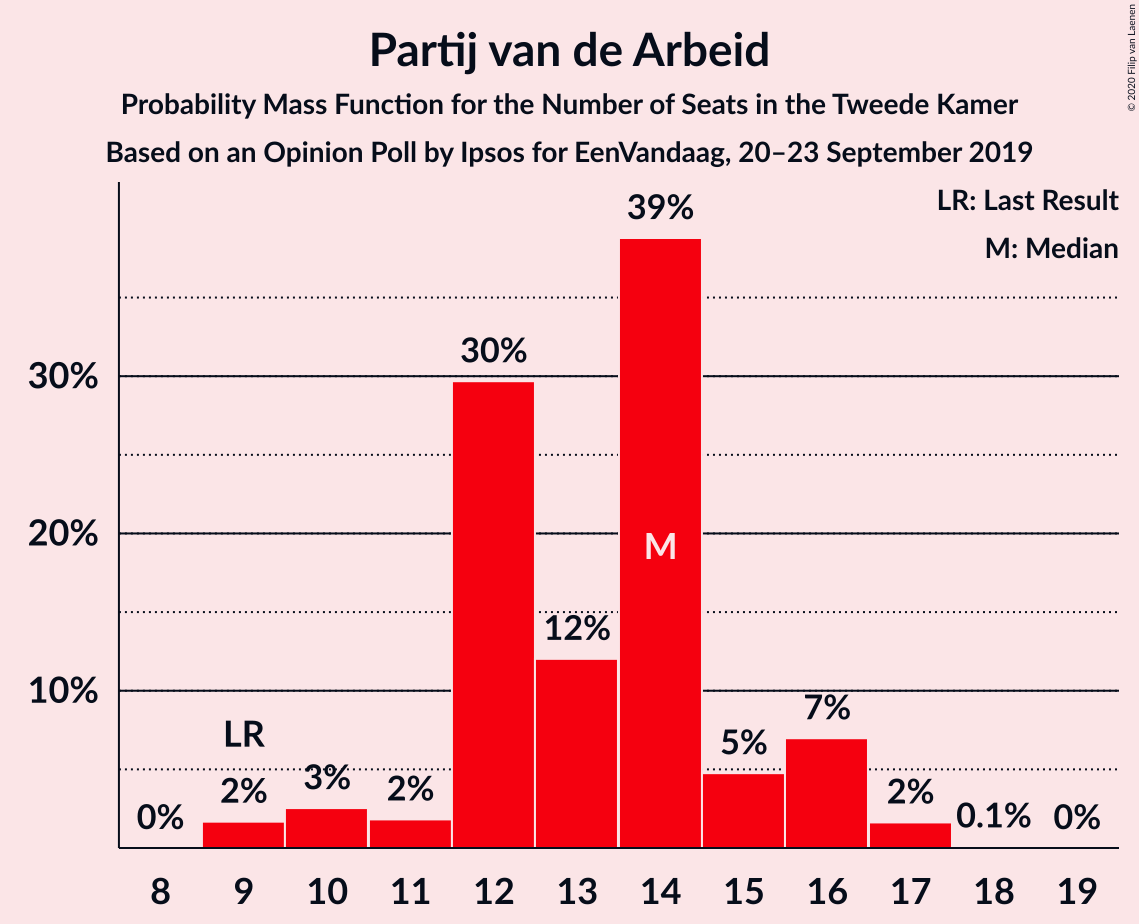 Partij van de Arbeid
Probability Mass Function for the Number of Seats in the Tweede Kamer
Based on an Opinion Poll by Ipsos for EenVandaag, 20–23 September 2019
© 2020 Filip van Laenen
LR: Last Result
M: Median
39%
30%
30%
20%
M
12%
10%
7%
LR
5%
3%
2%
2%
2%
0%
0.1%
0%
8 9 10 11 12 13 14 15 16 17 18 19